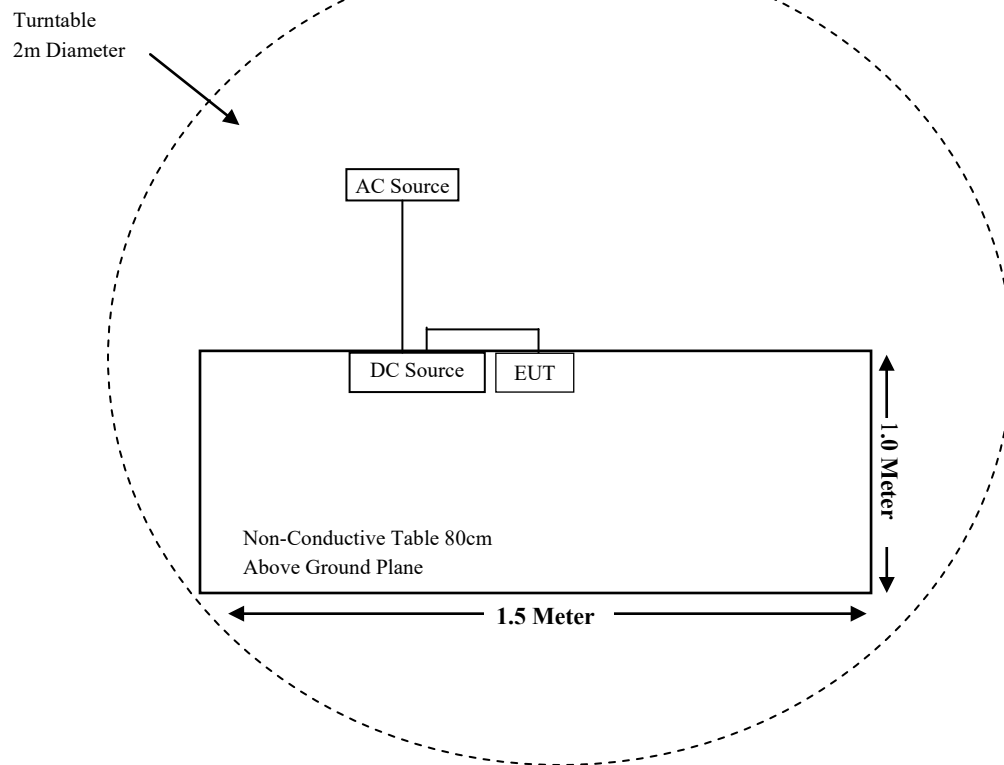 Turntable
2m Diameter
AC Source
DC Source
EUT
1.0 Meter
Non-Conductive Table 80cm
Above Ground Plane
1.5 Meter